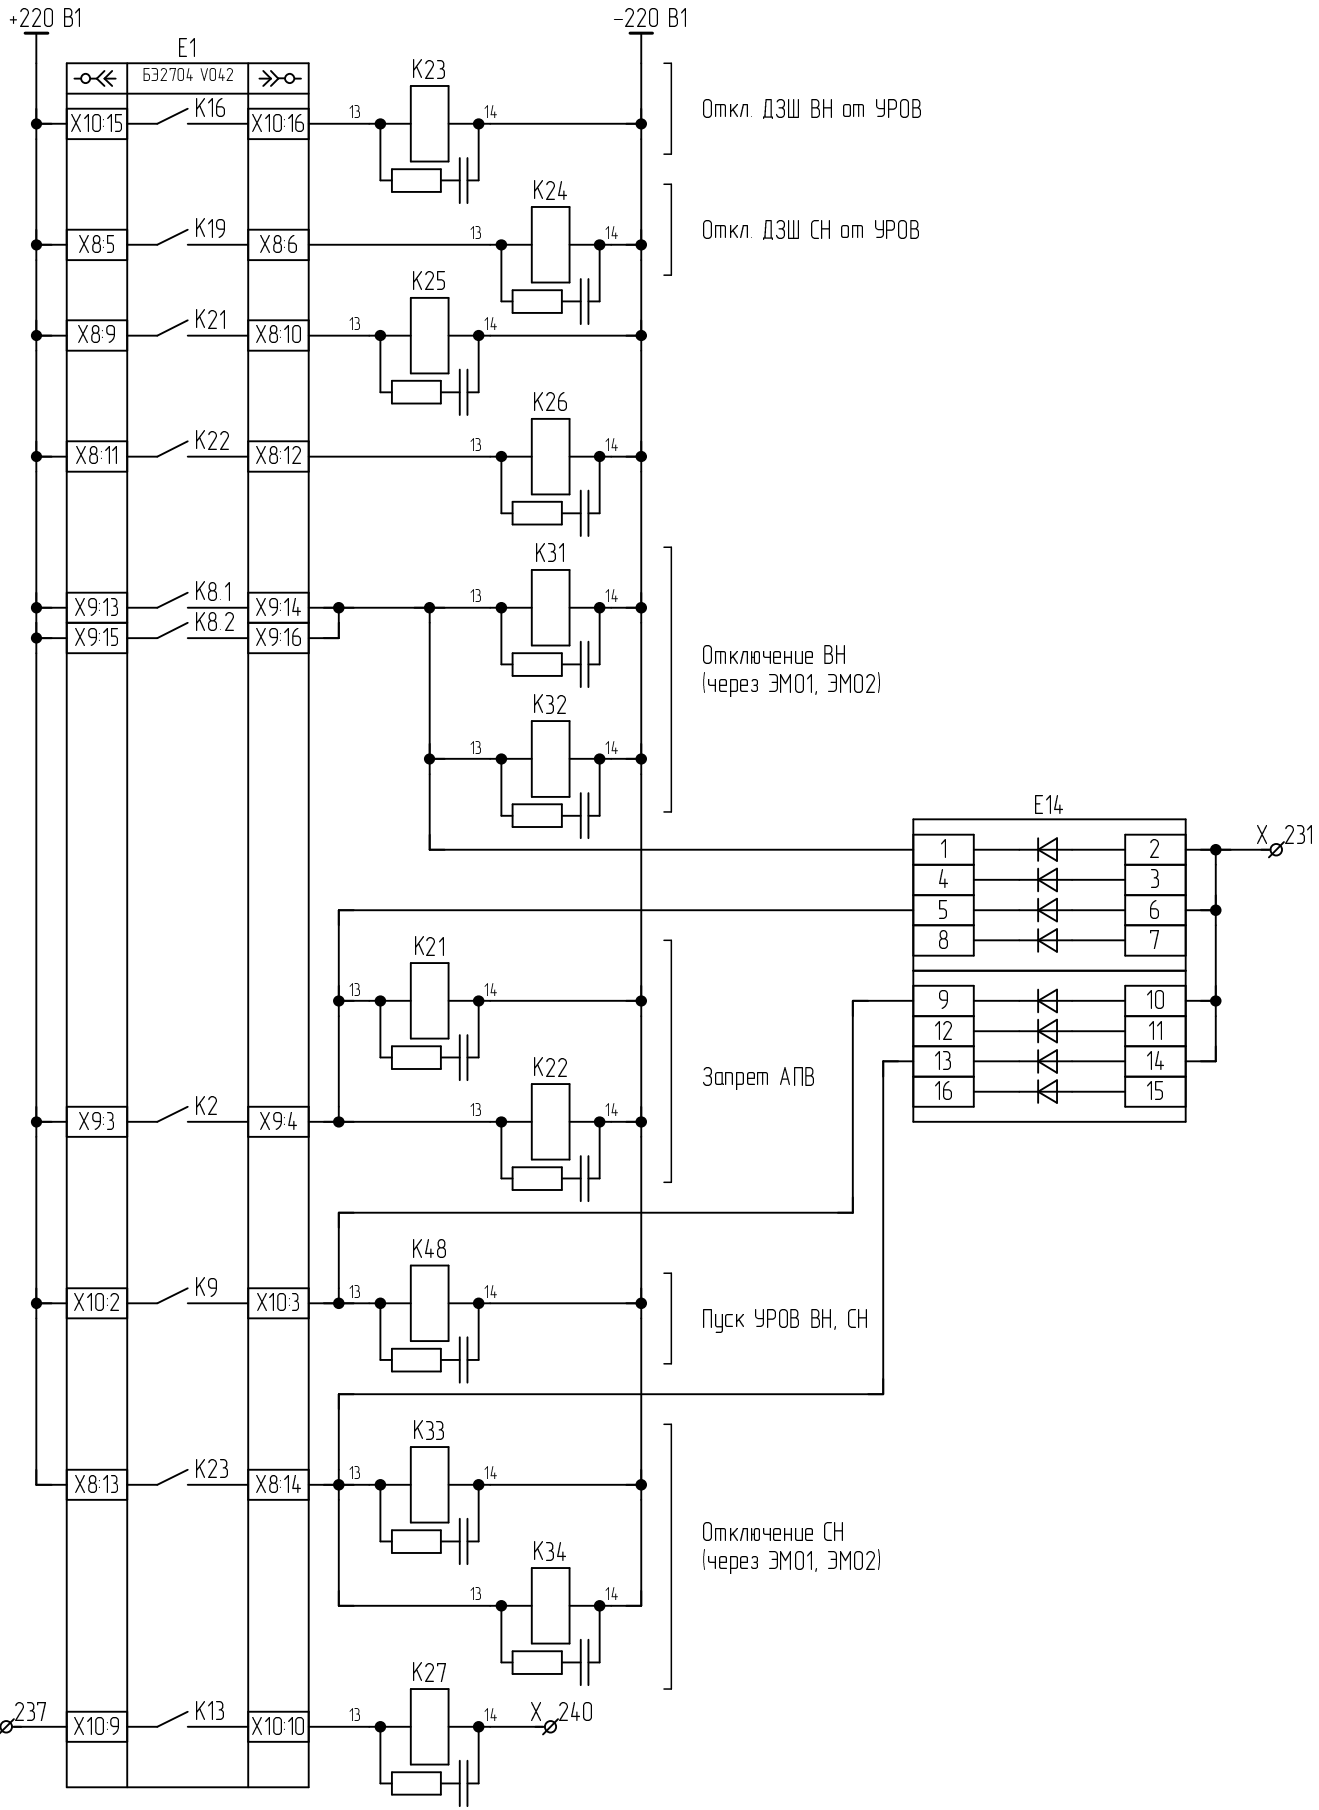 +220 В1
-220 В1
E1
БЭ2704 V042
X10:15
K16
X10:16
13
K23
14
Откл. ДЗШ ВН от УРОВ
X8:5
K19
X8:6
13
K24
14
Откл. ДЗШ СН от УРОВ
X8:9
K21
X8:10
13
K25
14
X8:11
K22
X8:12
13
K26
14
X9:13
K8.1
X9:14
13
K31
14
X9:15
K8.2
X9:16
Отключение ВН
(через ЭМО1, ЭМО2)
13
K32
14
E14
1
2
X
231
4
3
5
6
8
7
9
10
12
11
13
14
16
15
13
K21
14
Запрет АПВ
X9:3
K2
X9:4
13
K22
14
X10:2
K9
X10:3
13
K48
14
Пуск УРОВ ВН, СН
X8:13
K23
X8:14
13
K33
14
Отключение СН
(через ЭМО1, ЭМО2)
13
K34
14
237
X10:9
K13
X10:10
13
K27
14
X
240